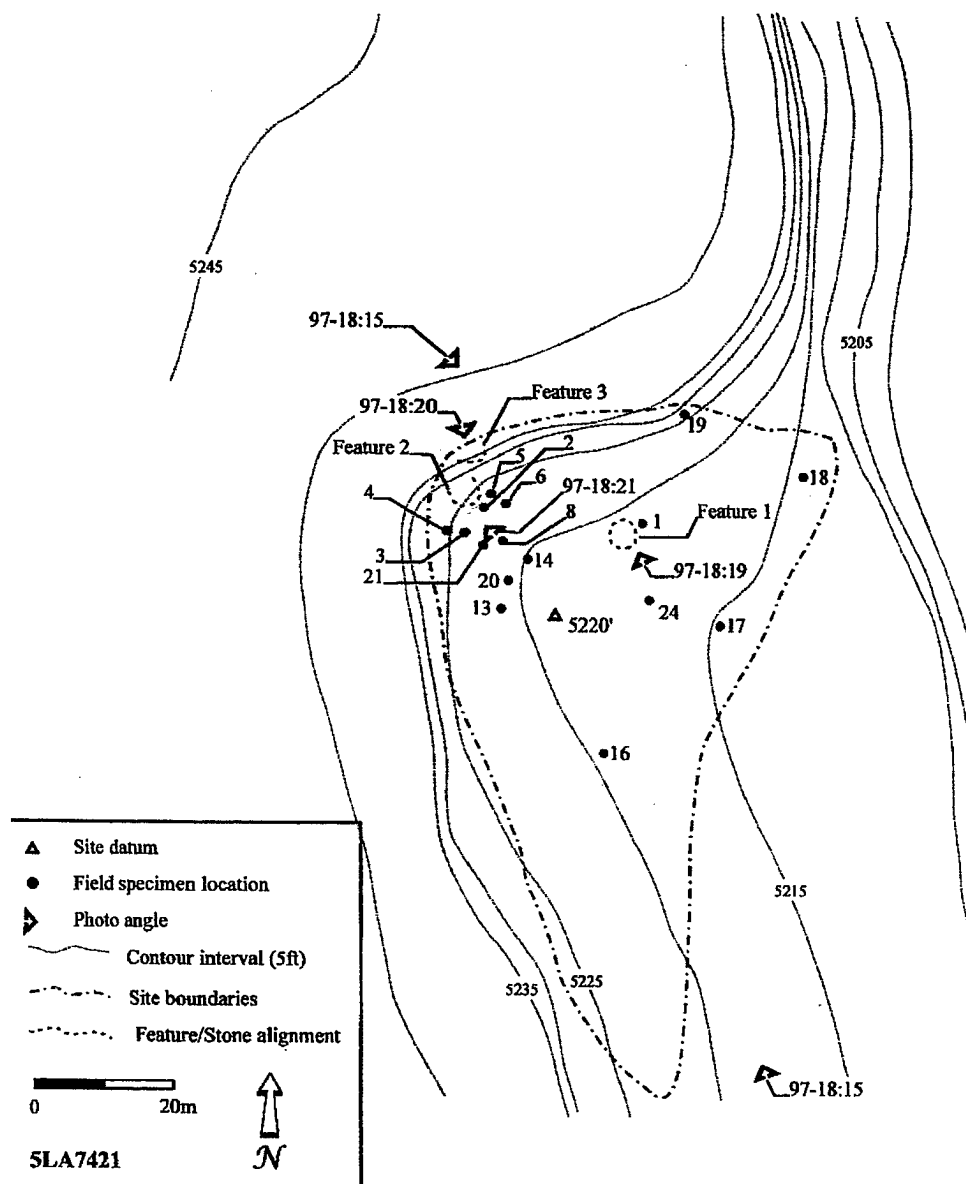 5245
97-18:15
5205
Feature 3
97-18:20
19
Feature 2
5
2
6
97-18:21
18
4
8
Feature 1
1
3
21
14
97-18:19
20
13
24
5220'
17
16
5215
5225
5235
97-18:15
Site datum
Field specimen location
Photo angle
Contour interval (5ft)
Site boundaries
Feature/Stone alignment
0 20m
N
5LA7421